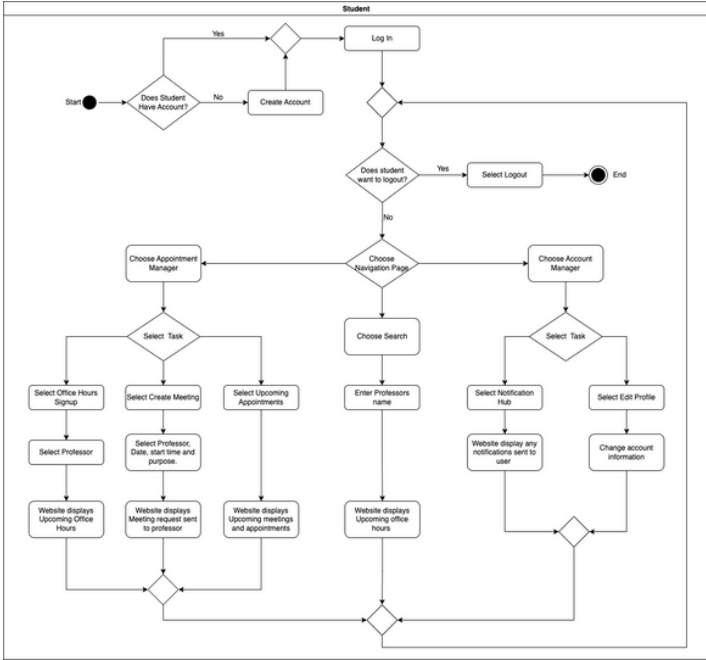 Student
Yes
Log In
Start
Does Student
Have Account?
No
Create Account
Does student
want to logout?
Yes
Select Logout
End
No
Choose Appointment
Manager
Choose
Navigation Page
Choose Account
Manager
Select Task
Choose Search
Select Task
Select Office Hours
Signup
Select Create Meeting
Select Upcoming
Appointments
Enter Professors
name
Select Notification
Hub
Select Edit Profile
Select Professor
Select Professor,
Date, start time and
purpose.
Website display any
notifications sent to
user
Change account
information
Website displays
Upcoming Office
Hours
Website displays
Meeting request sent
to professor
Website displays
Upcoming meetings
and appointments
Website displays
Upcoming office
hours